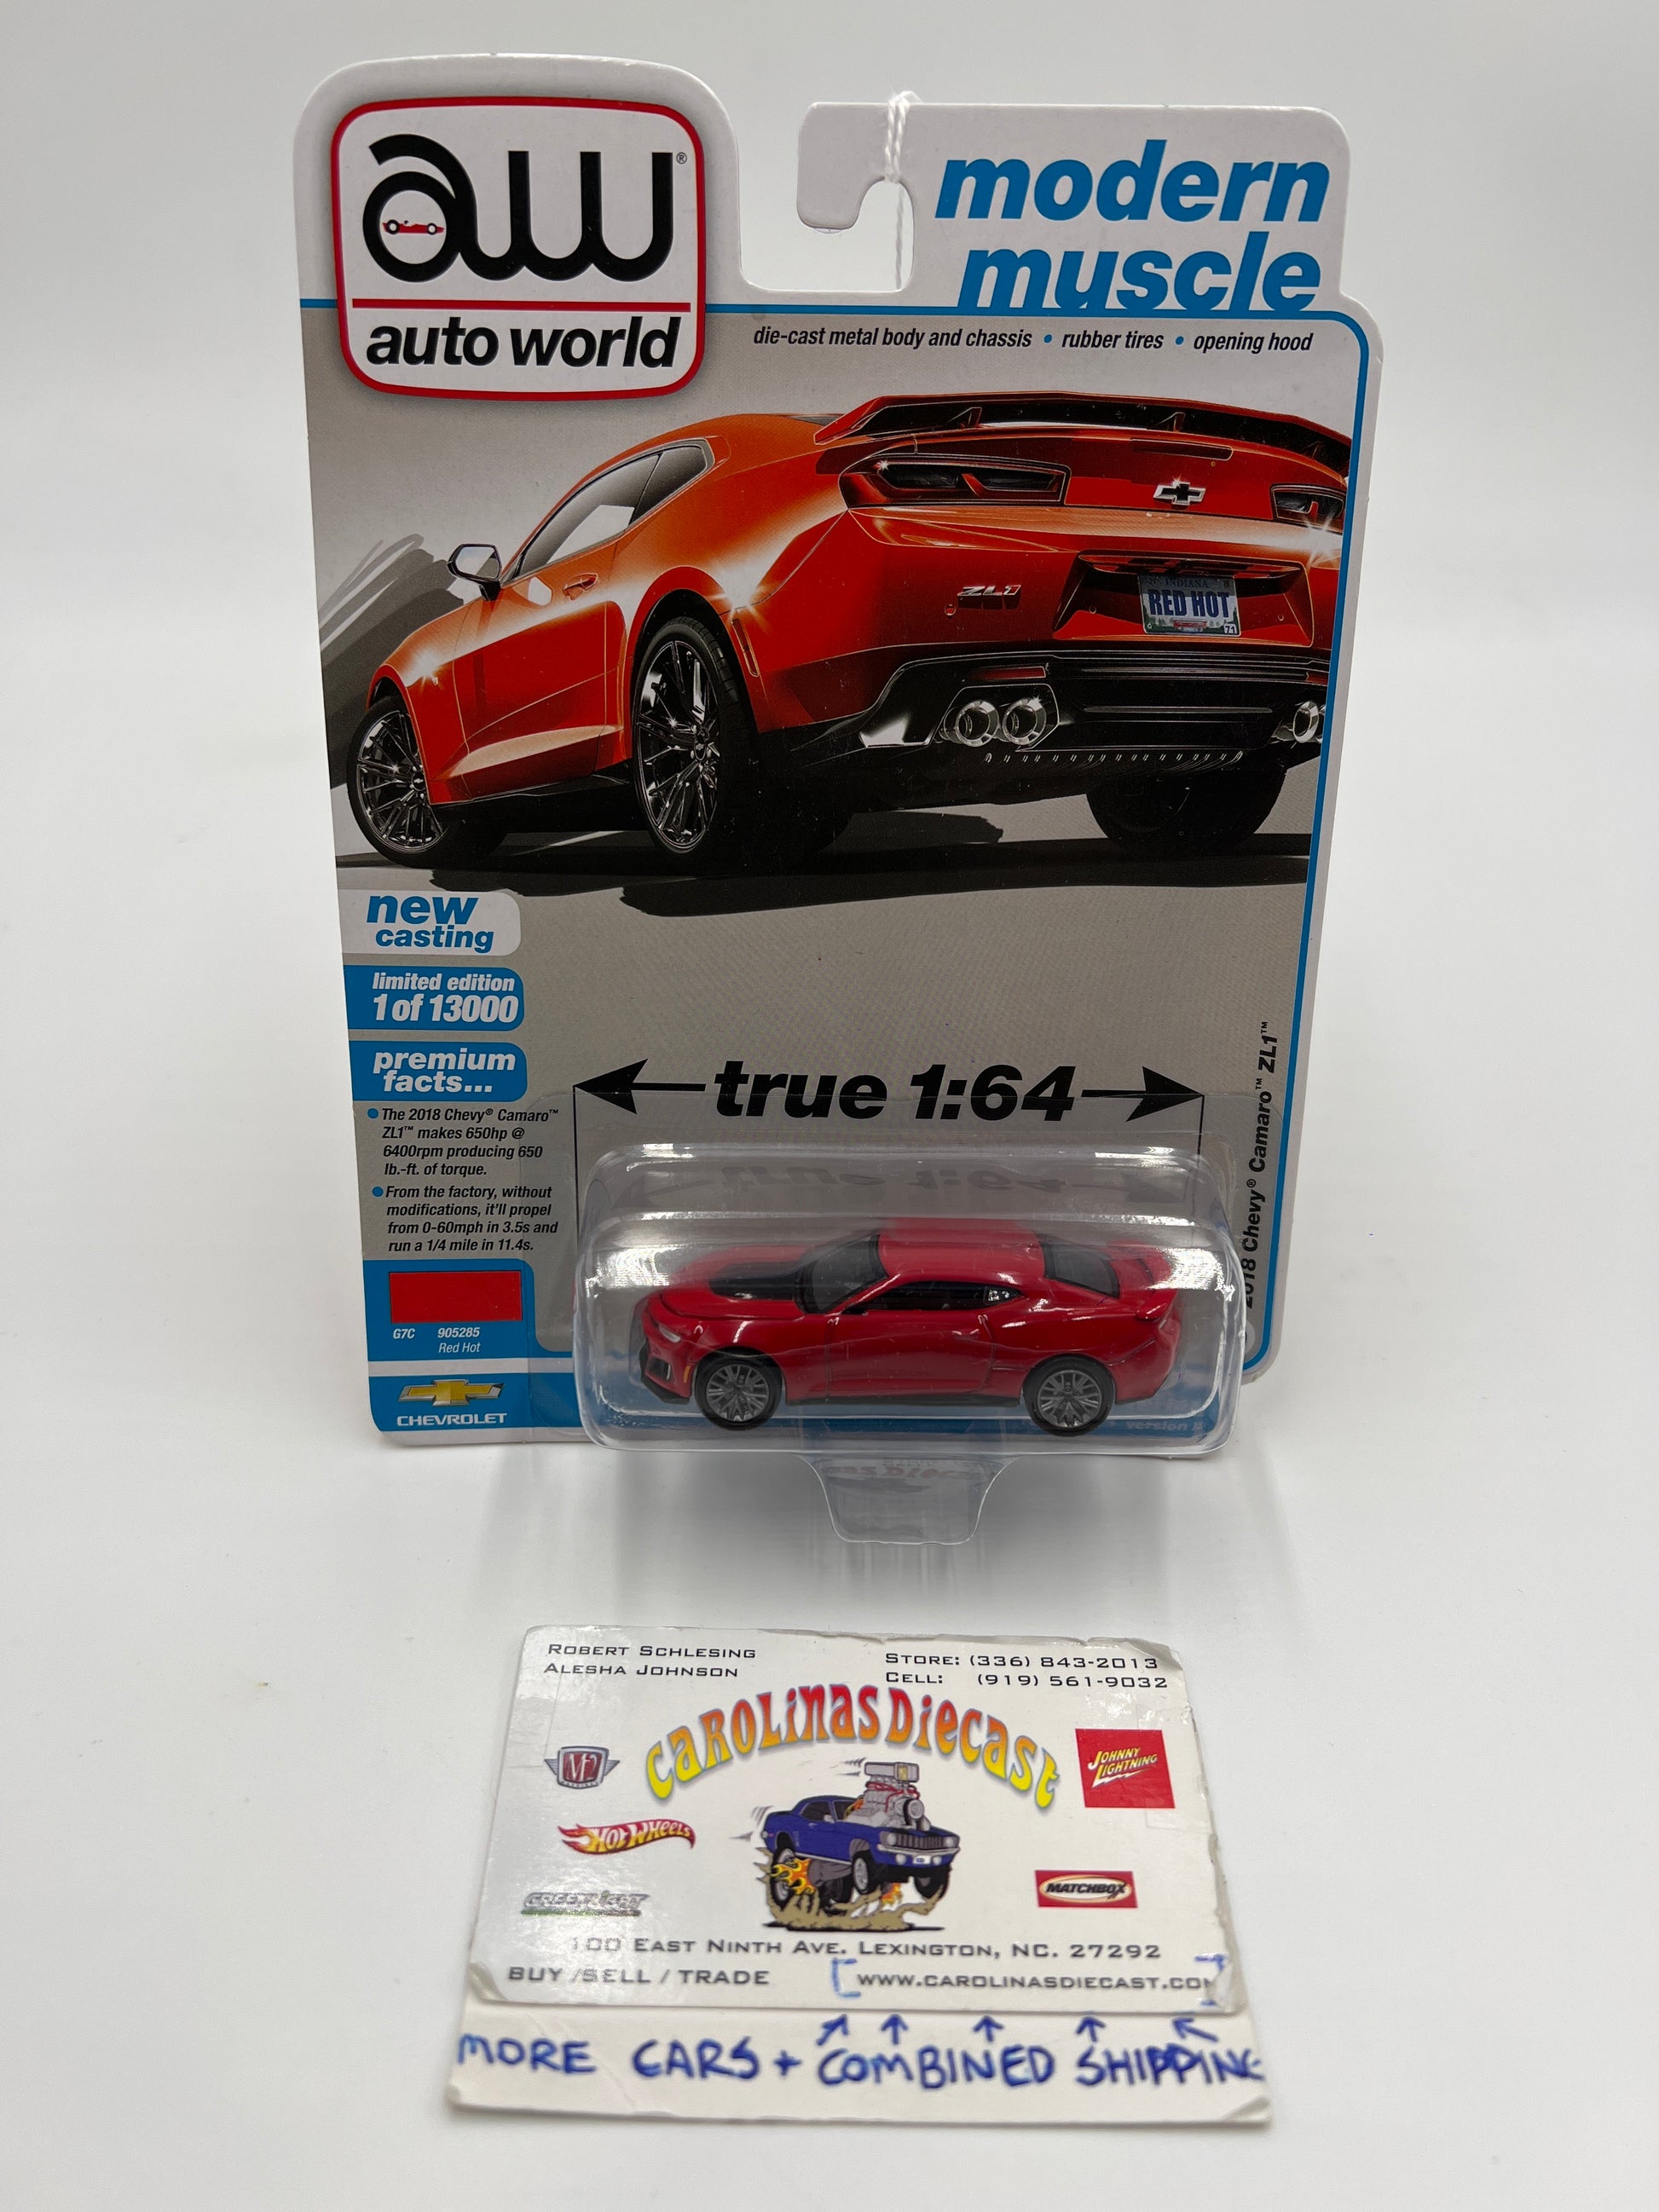 aw®
auto world
modern
muscle
die-cast metal body and chassis • rubber tires • opening hood
ZL1
INDIANA
RED HOT
71
new
casting
limited edition
1 of 13000
premium
facts...
• The 2018 Chevy® Camaro™
ZL1™ makes 650hp @
6400rpm producing 650
lb.-ft. of torque.
• From the factory, without
modifications, it'll propel
from 0-60mph in 3.5s and
run a 1/4 mile in 11.4s.
true 1:64
2018 Chevy® Camaro™ ZL1™
G7C 905285
Red Hot
CHEVROLET
version B
ROBERT SCHLESING
ALESHA JOHNSON
STORE: (336) 843-2013
CELL: (919) 561-9032
CAROLINAS DIECAST
M2
JOHNNY
LIGHTNING
HOT WHEELS
GREENLIGHT
MATCHBOX
100 EAST NINTH AVE. LEXINGTON, NC. 27292
BUY /SELL / TRADE [WWW.CAROLINASDIECAST.COM]
MORE CARS + COMBINED SHIPPING